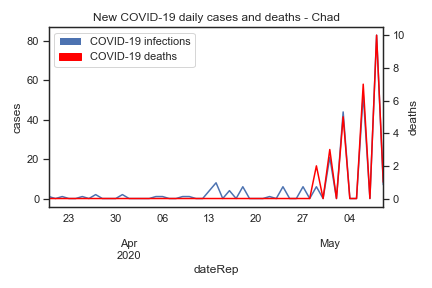 New COVID-19 daily cases and deaths - Chad
COVID-19 infections
COVID-19 deaths
80
60
40
20
0
cases
10
8
6
4
2
0
deaths
23 30 06 13 20 27 04
Apr May
2020
dateRep